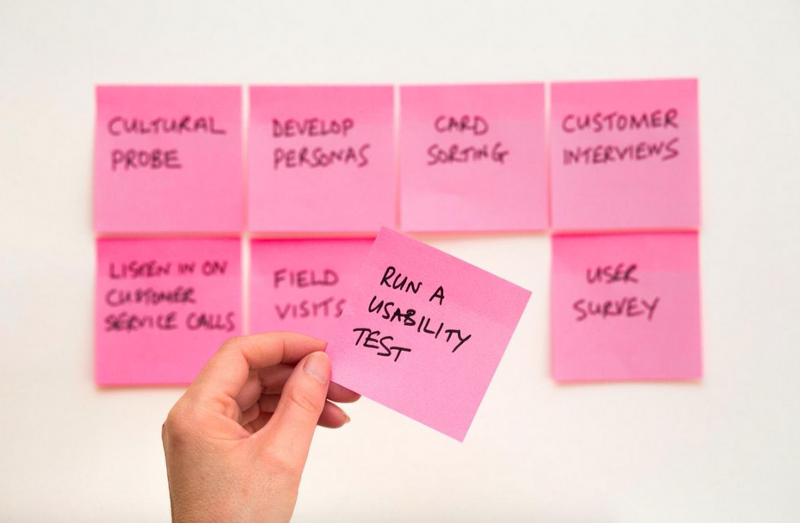 CULTURAL
PROBE
DEVELOP
PERSONAS
CARD
SORTING
CUSTOMER
INTERVIEWS
LISTEN IN ON
CUSTOMER
SERVICE CALLS
FIELD
VISITS
RUN A
USABILITY
TEST
USER
SURVEY